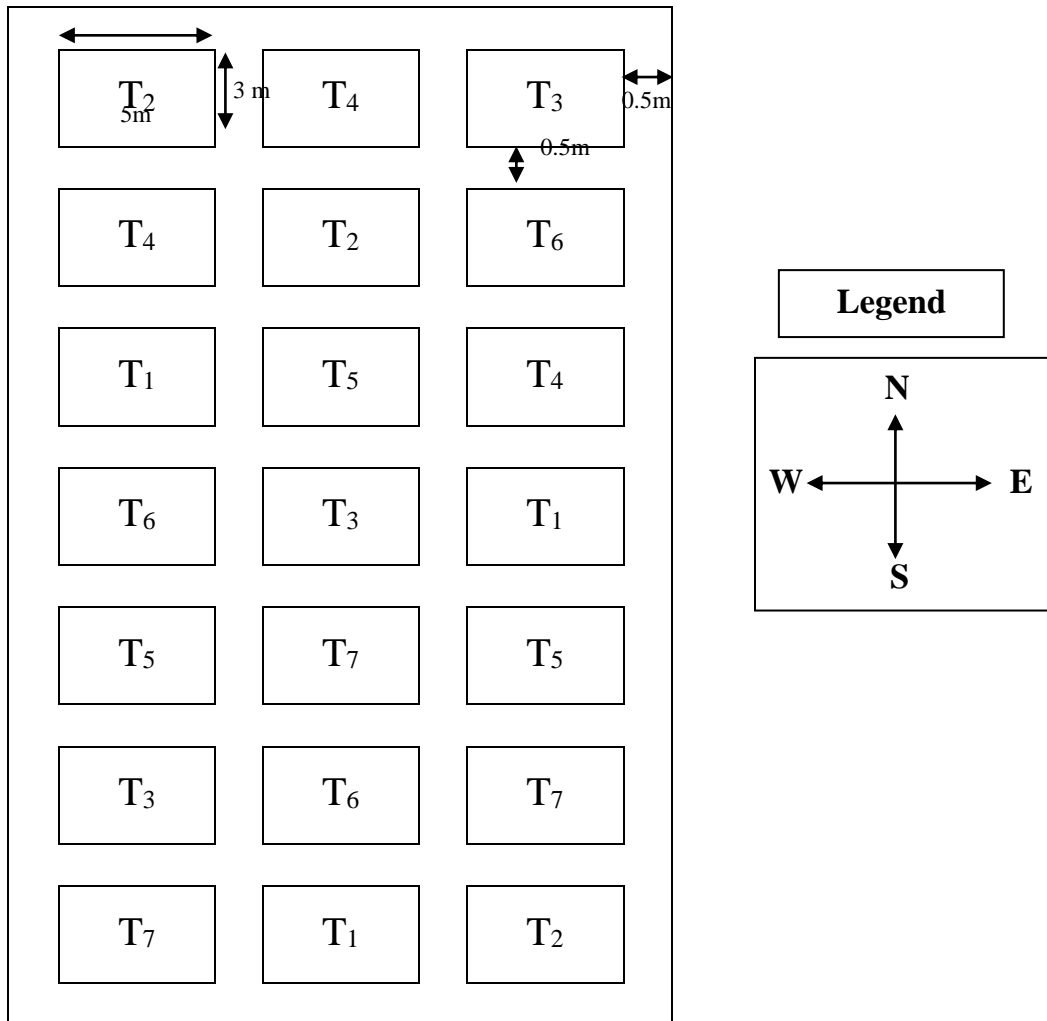 T2 T4 T3
5m 3 m 0.5m
0.5m
T4 T2 T6
T1 T5 T4
T6 T3 T1
T5 T7 T5
T3 T6 T7
T7 T1 T2
Legend
N
W E
S